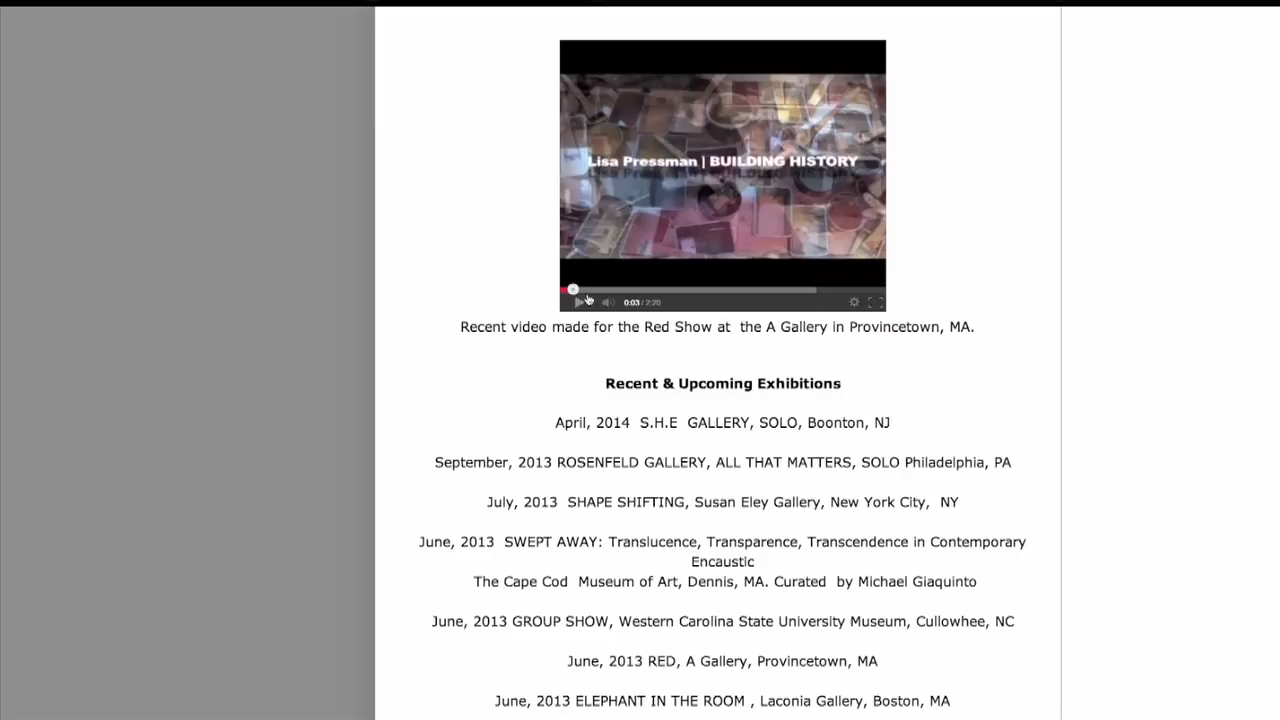 Lisa Pressman | BUILDING HISTORY
0:03 / 2:20
Recent video made for the Red Show at the A Gallery in Provincetown, MA.
Recent & Upcoming Exhibitions
April, 2014 S.H.E GALLERY, SOLO, Boonton, NJ
September, 2013 ROSENFELD GALLERY, ALL THAT MATTERS, SOLO Philadelphia, PA
July, 2013 SHAPE SHIFTING, Susan Eley Gallery, New York City, NY
June, 2013 SWEPT AWAY: Translucence, Transparence, Transcendence in Contemporary
Encaustic
The Cape Cod Museum of Art, Dennis, MA. Curated by Michael Giaquinto
June, 2013 GROUP SHOW, Western Carolina State University Museum, Cullowhee, NC
June, 2013 RED, A Gallery, Provincetown, MA
June, 2013 ELEPHANT IN THE ROOM , Laconia Gallery, Boston, MA